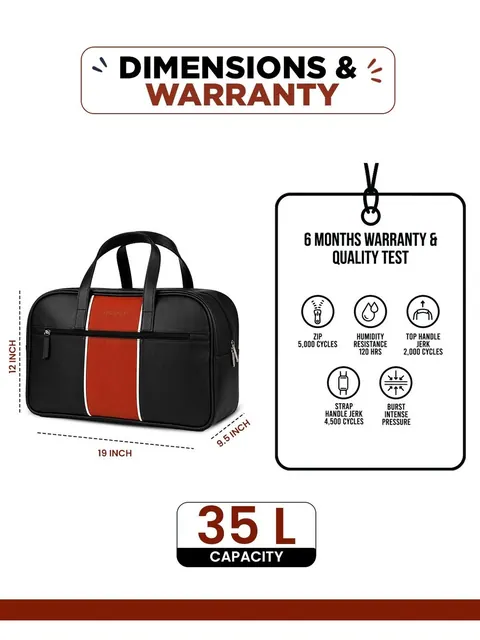 DIMENSIONS &
WARRANTY
6 MONTHS WARRANTY &
QUALITY TEST
ZIP
5,000 CYCLES
HUMIDITY
RESISTANCE
120 HRS
TOP HANDLE
JERK
2,000 CYCLES
STRAP
HANDLE JERK
4,500 CYCLES
BURST
INTENSE
PRESSURE
12 INCH
19 INCH
9.5 INCH
35 L
CAPACITY